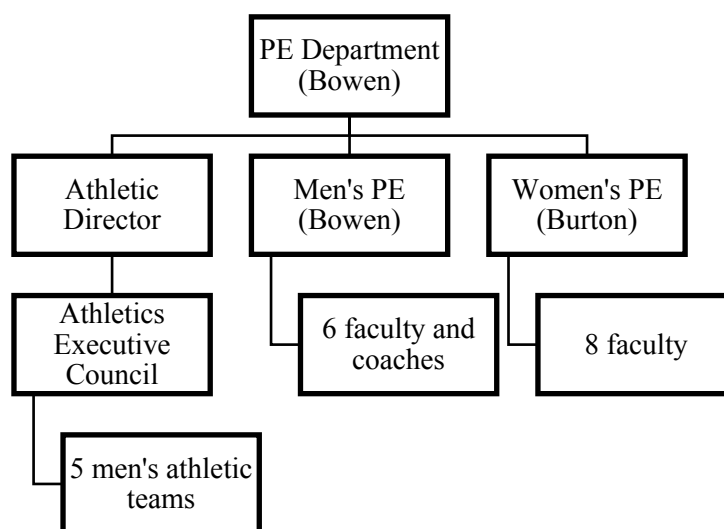 PE Department
(Bowen)
Athletic
Director
Men's PE
(Bowen)
Women's PE
(Burton)
Athletics
Executive
Council
6 faculty and
coaches
8 faculty
5 men's athletic
teams